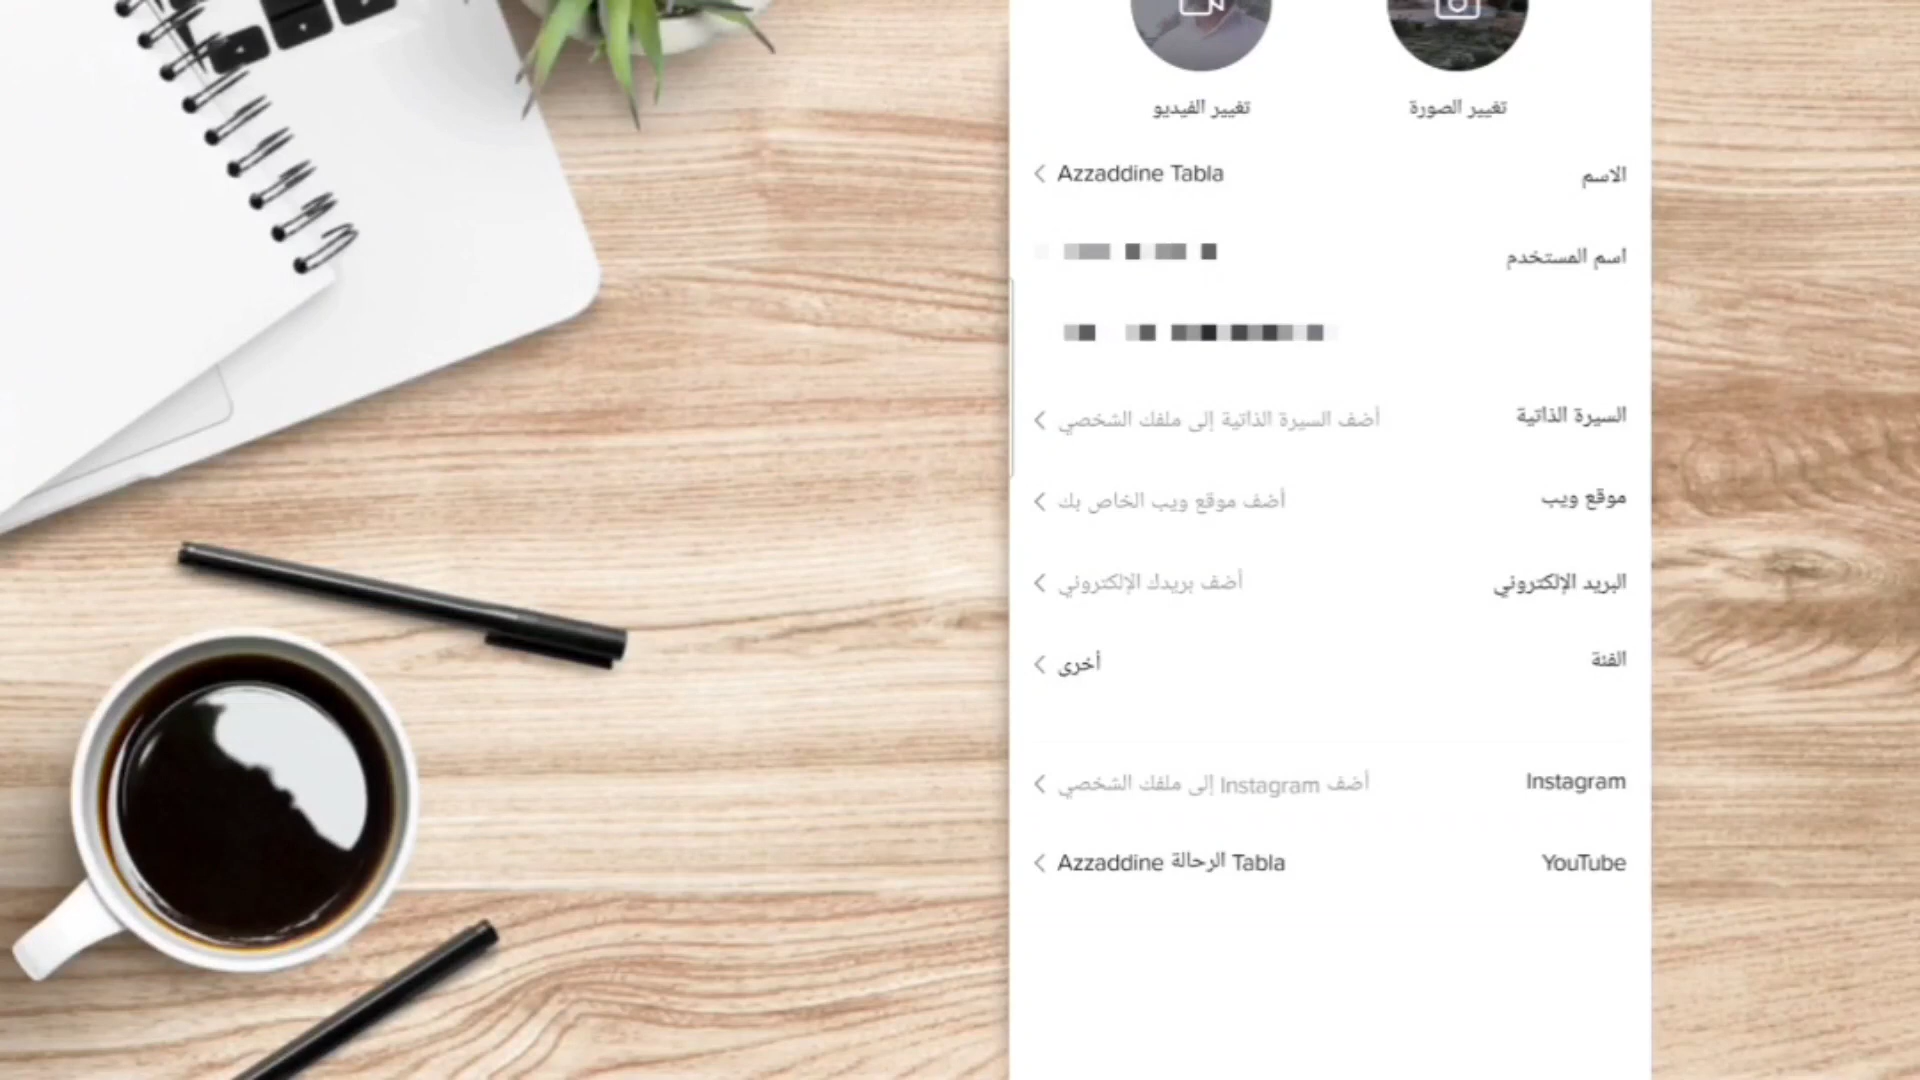 تغيير الصورة
تغيير الفيديو
الاسم
Azzaddine Tabla
اسم المستخدم
السيرة الذاتية
أضف السيرة الذاتية إلى ملفك الشخصي
موقع ويب
أضف موقع ويب الخاص بك
البريد الإلكتروني
أضف بريدك الإلكتروني
الفئة
أخرى
Instagram
أضف Instagram إلى ملفك الشخصي
YouTube
Azzaddine الرحالة Tabla